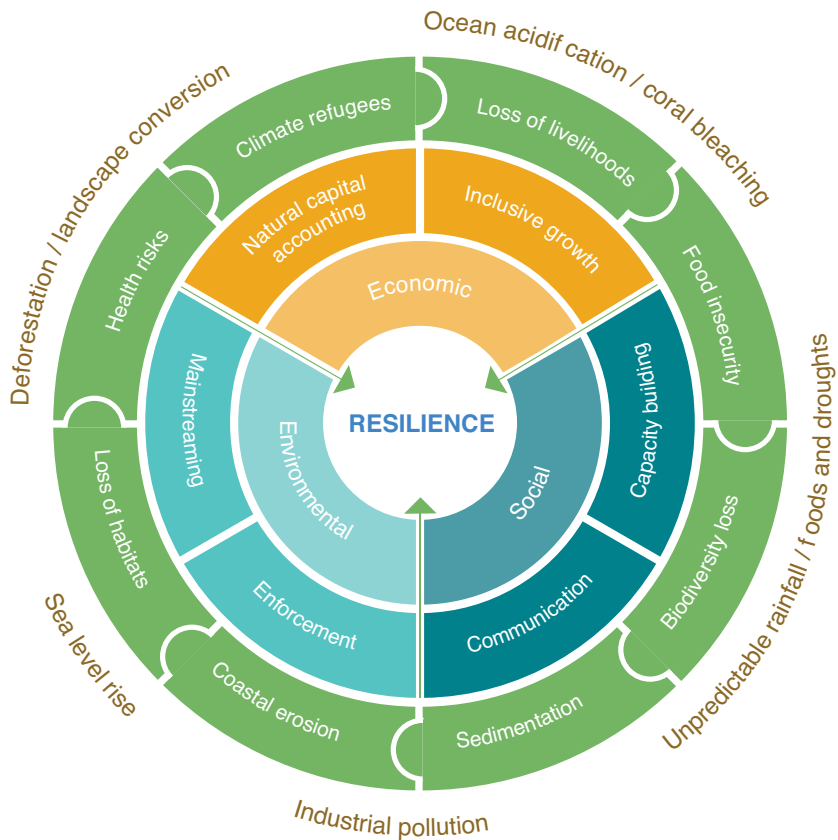 Ocean acidif cation / coral bleaching
Deforestation / landscape conversion
Unpredictable rainfall / f oods and droughts
Sea level rise
Industrial pollution
Climate refugees
Loss of livelihoods
Food insecurity
Biodiversity loss
Sedimentation
Coastal erosion
Loss of habitats
Health risks
Natural capital
accounting
Inclusive growth
Capacity building
Communication
Enforcement
Mainstreaming
Economic
Social
Environmental
RESILIENCE